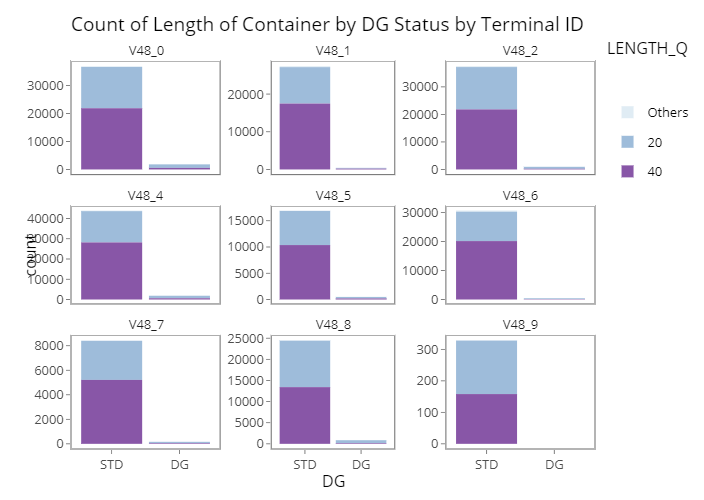 Count of Length of Container by DG Status by Terminal ID
V48_0 V48_1 V48_2 LENGTH_Q
30000 20000 10000 0
20000 10000 0
30000 20000 10000 0
Others
20
40
V48_4 V48_5 V48_6
count
40000 30000 20000 10000 0
15000 10000 5000 0
30000 20000 10000 0
V48_7 V48_8 V48_9
8000 6000 4000 2000 0
25000 20000 15000 10000 5000 0
300 200 100 0
STD DG STD DG STD DG
DG